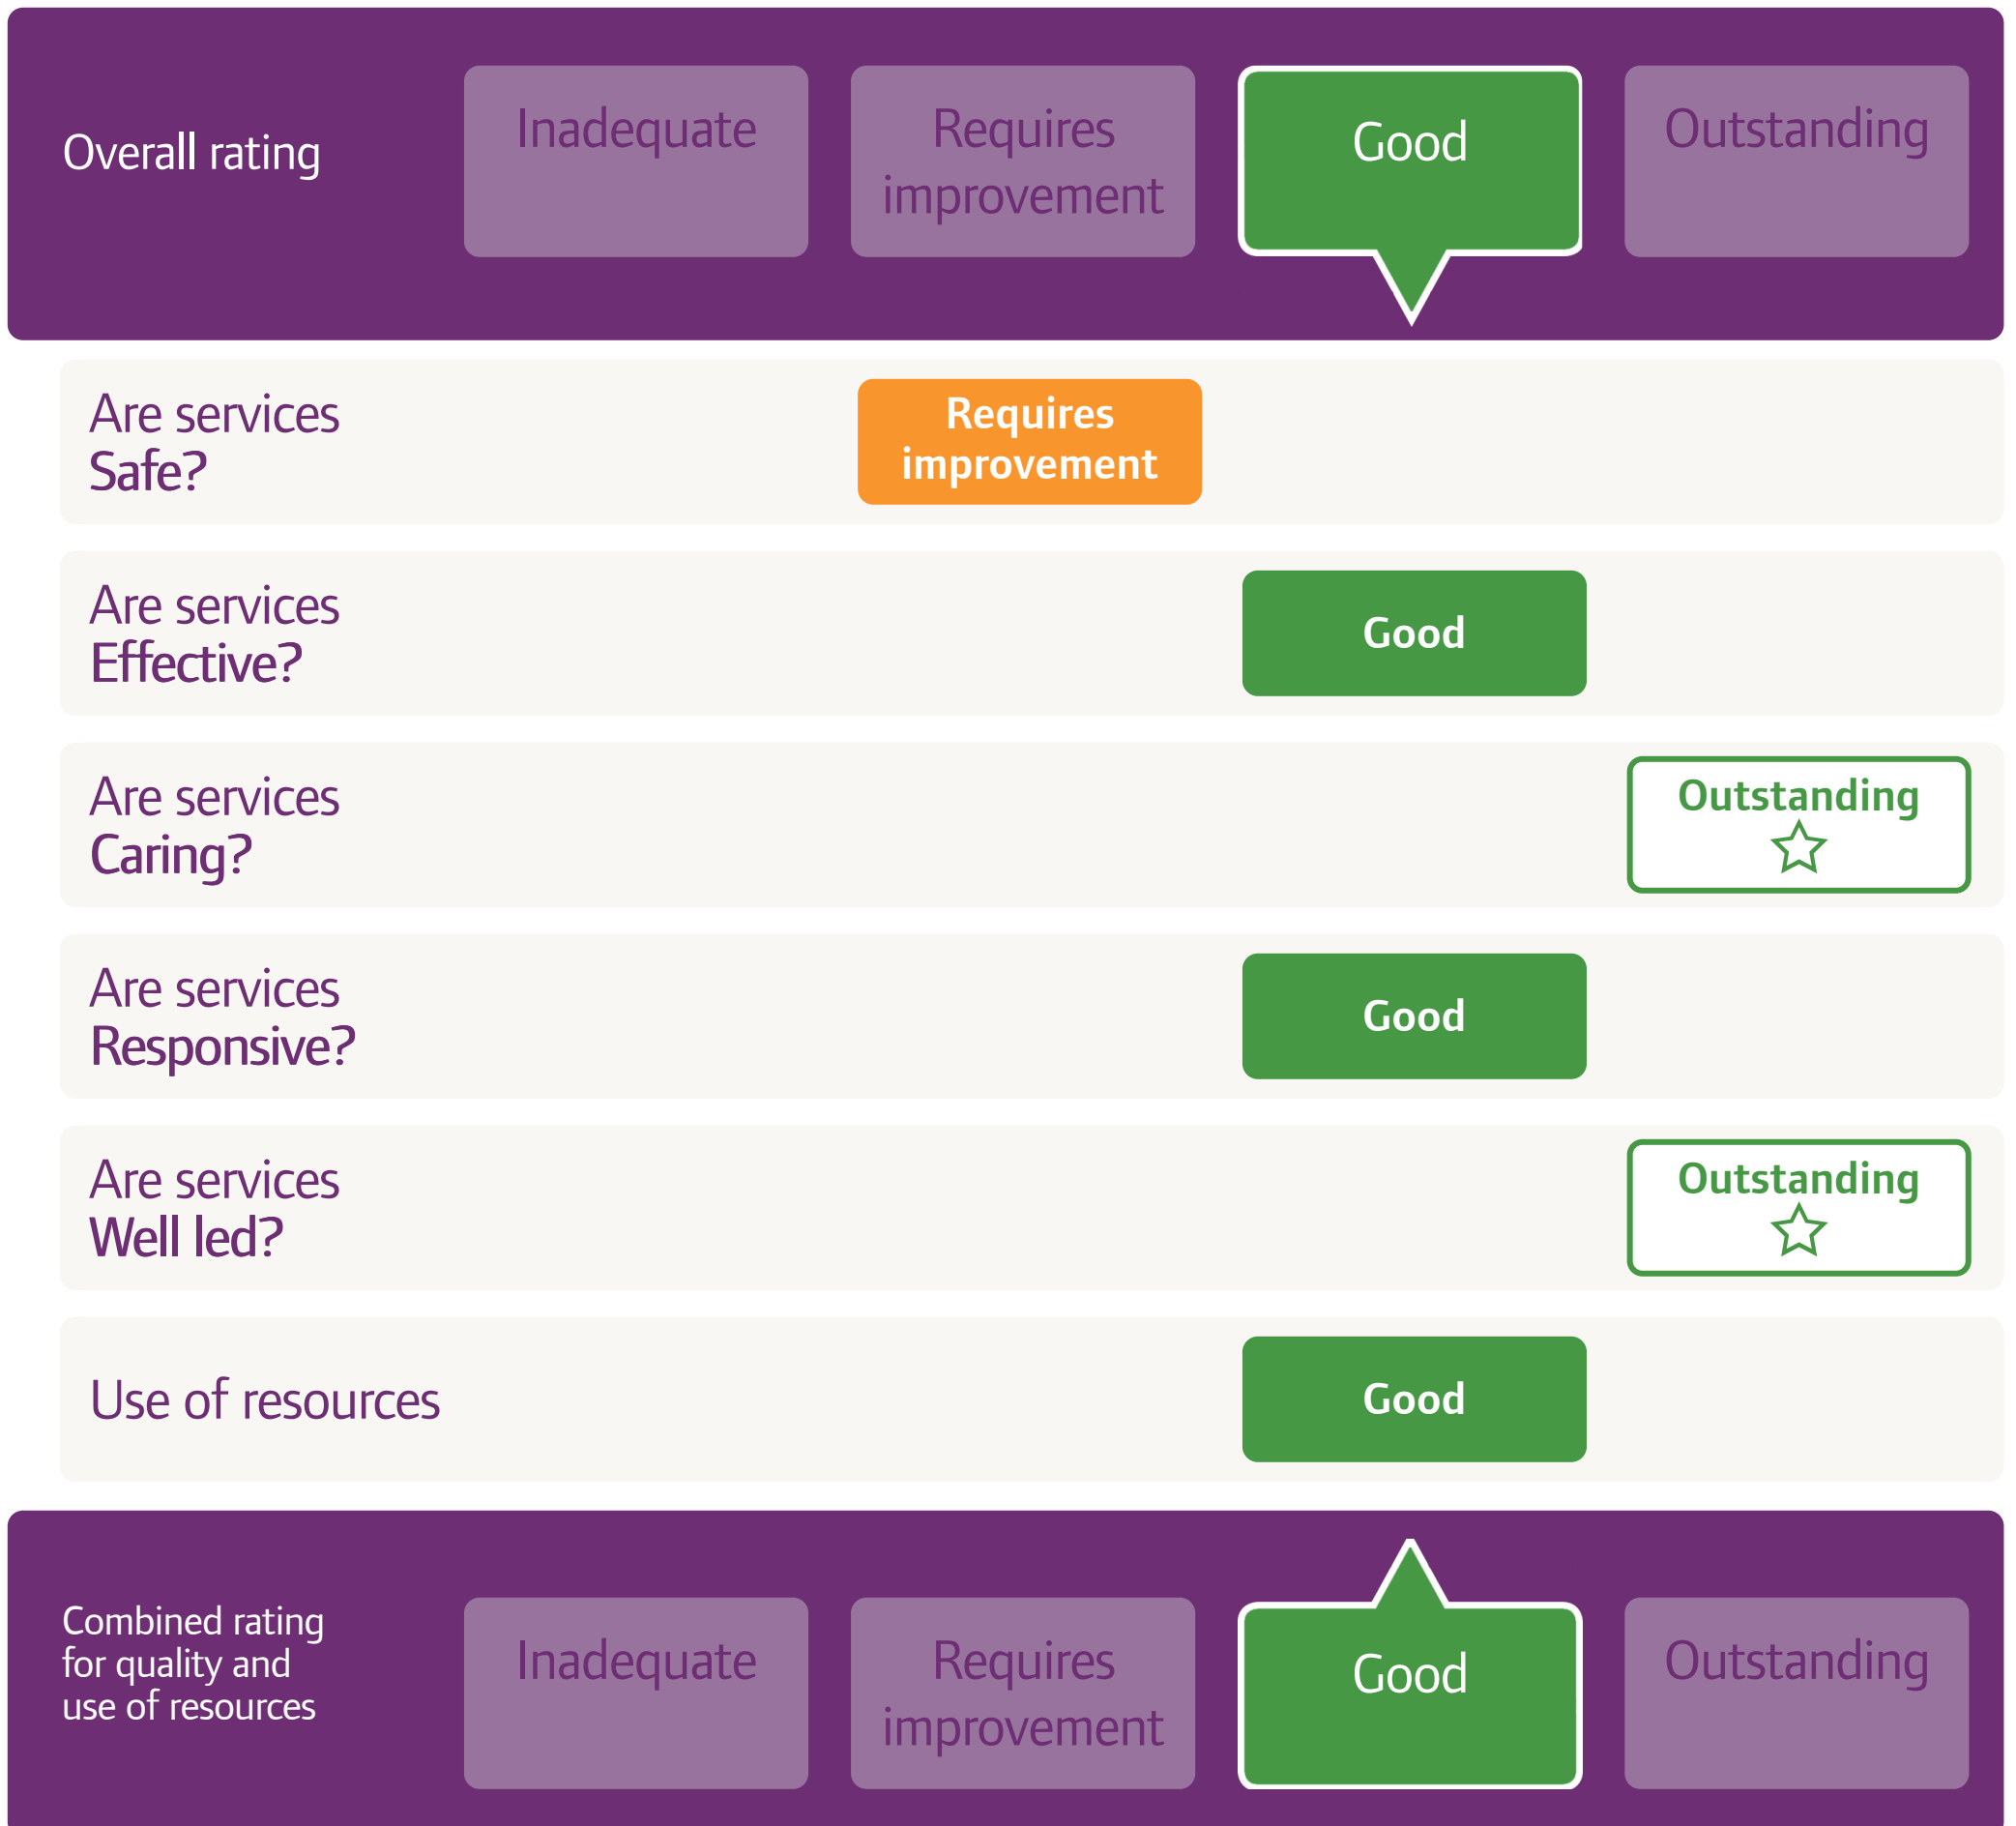 Overall rating
Inadequate
Requires
improvement
Good
Outstanding
Are services
Safe?
Requires
improvement
Are services
Effective?
Good
Are services
Caring?
Outstanding
Are services
Responsive?
Good
Are services
Well led?
Outstanding
Use of resources
Good
Combined rating
for quality and
use of resources
Inadequate
Requires
improvement
Good
Outstanding